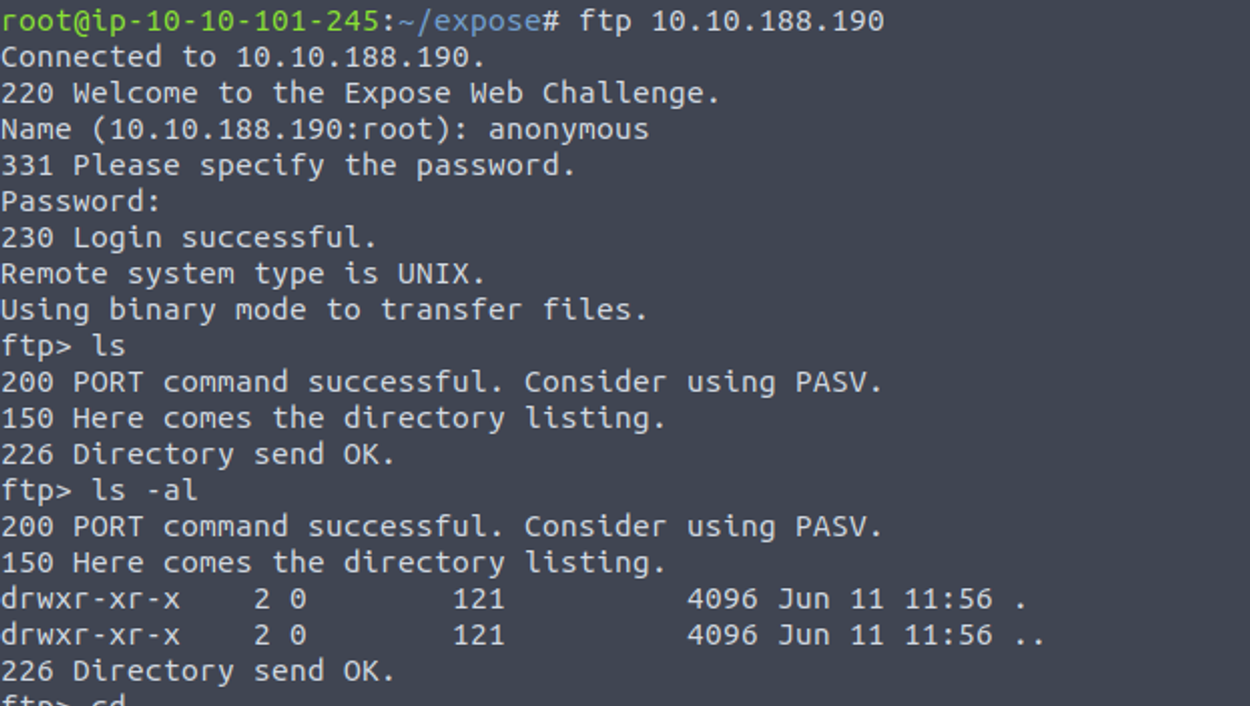 root@ip-10-10-101-245:~/expose# ftp 10.10.188.190
Connected to 10.10.188.190.
220 Welcome to the Expose Web Challenge.
Name (10.10.188.190:root): anonymous
331 Please specify the password.
Password:
230 Login successful.
Remote system type is UNIX.
Using binary mode to transfer files.
ftp> ls
200 PORT command successful. Consider using PASV.
150 Here comes the directory listing.
226 Directory send OK.
ftp> ls -al
200 PORT command successful. Consider using PASV.
150 Here comes the directory listing.
drwxr-xr-x    2 0        121          4096 Jun 11 11:56 .
drwxr-xr-x    2 0        121          4096 Jun 11 11:56 ..
226 Directory send OK.
ftp> cd